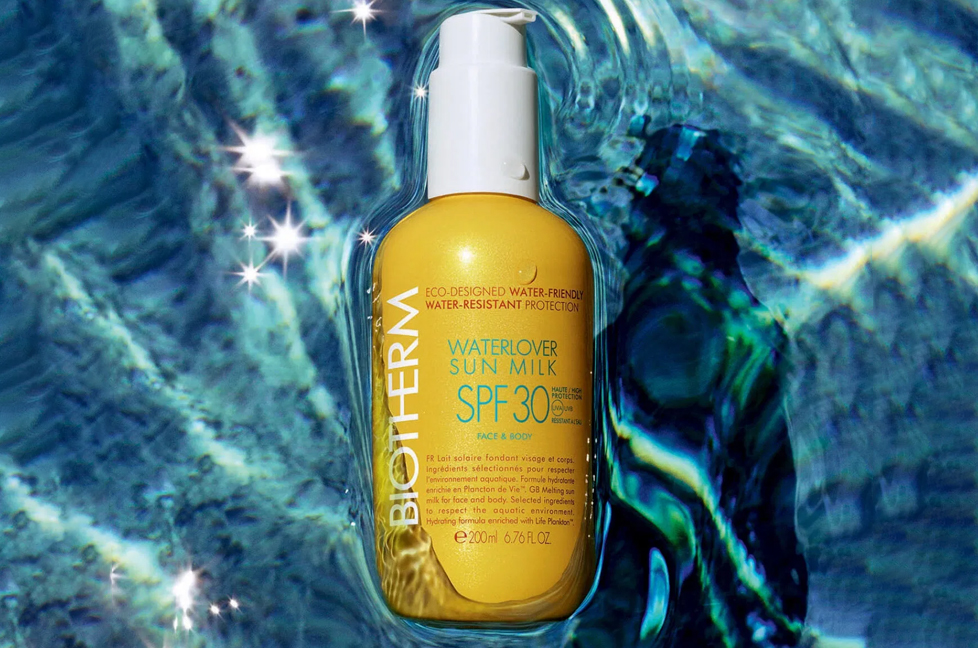 ECO-DESIGNED WATER-FRIENDLY
WATER-RESISTANT PROTECTION
BIOTHERM
WATERLOVER
SUN MILK
SPF 30
HAUTE / HIGH
PROTECTION
UVA UVB
FACE & BODY
FR Lait solaire fondant visage et corps.
Ingrédients sélectionnés pour respecter
l'environnement aquatique. Formule hydratante
enrichie en Plancton de Vie™. GB Melting sun
milk for face and body. Selected ingredients
to respect the aquatic environment.
Hydrating formula enriched with Life Plankton™.
e 200ml 6.76 FL.OZ.